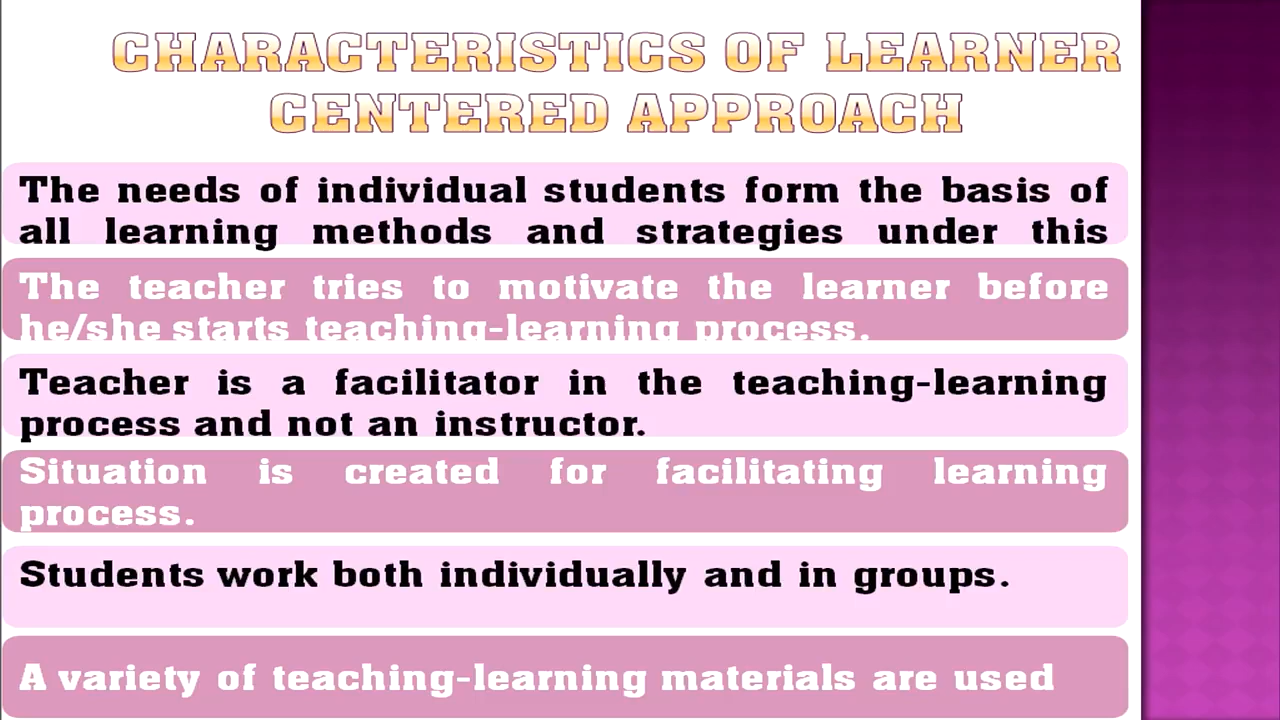 CHARACTERISTICS OF LEARNER
CENTERED APPROACH
The needs of individual students form the basis of
all learning methods and strategies under this
The teacher tries to motivate the learner before
he/she starts teaching-learning process.
Teacher is a facilitator in the teaching-learning
process and not an instructor.
Situation is created for facilitating learning
process.
Students work both individually and in groups.
A variety of teaching-learning materials are used